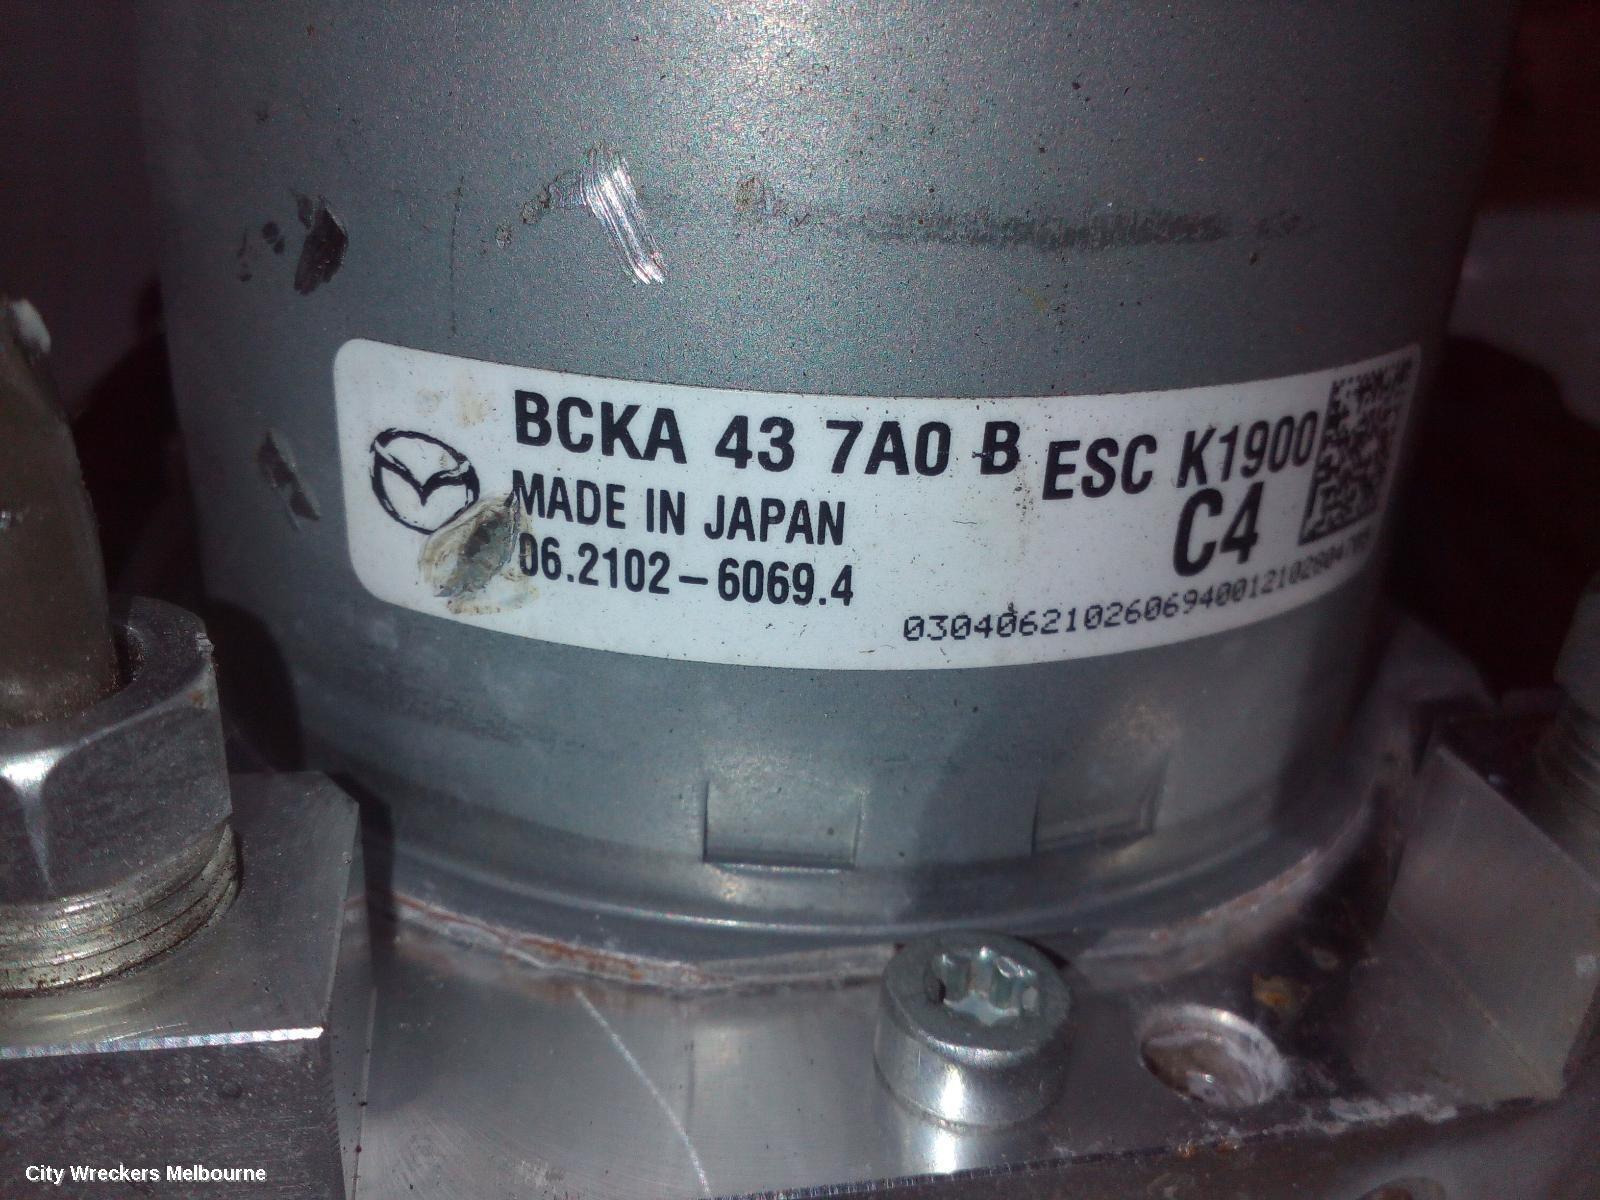 BCKA 43 7A0 B ESC K1900
MADE IN JAPAN
C4
06.2102-6069.4
City Wreckers Melbourne